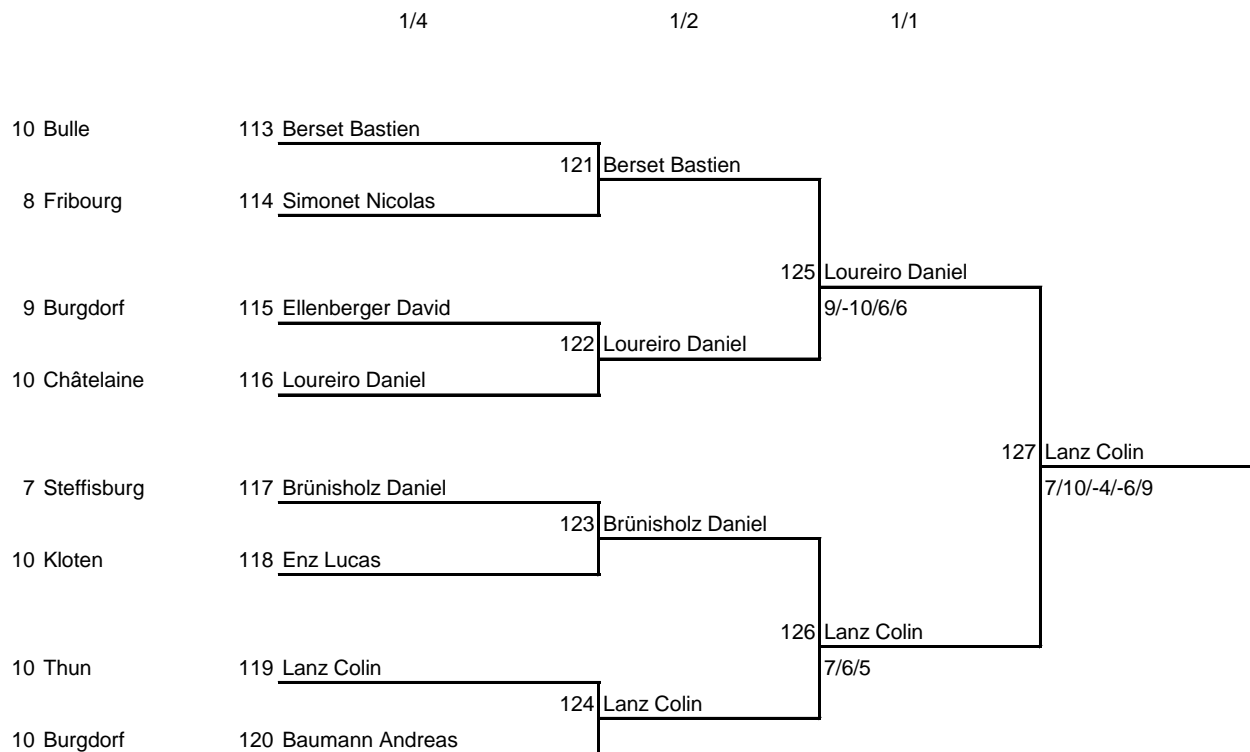 1/4 1/2 1/1
10 Bulle 113 Berset Bastien
121 Berset Bastien
8 Fribourg 114 Simonet Nicolas
125 Loureiro Daniel
9 Burgdorf 115 Ellenberger David 9/-10/6/6
122 Loureiro Daniel
10 Châtelaine 116 Loureiro Daniel
127 Lanz Colin
7 Steffisburg 117 Brünisholz Daniel 7/10/-4/-6/9
123 Brünisholz Daniel
10 Kloten 118 Enz Lucas
126 Lanz Colin
10 Thun 119 Lanz Colin 7/6/5
124 Lanz Colin
10 Burgdorf 120 Baumann Andreas